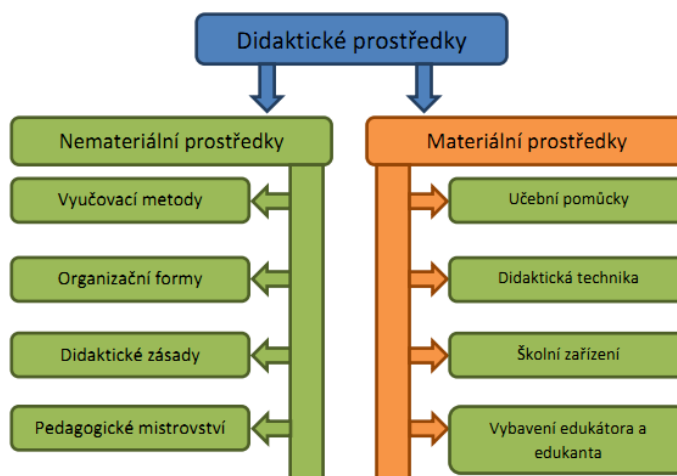 Didaktické prostředky
Nemateriální prostředky
Vyučovací metody
Organizační formy
Didaktické zásady
Pedagogické mistrovství
Materiální prostředky
Učební pomůcky
Didaktická technika
Školní zařízení
Vybavení edukátora a
edukanta